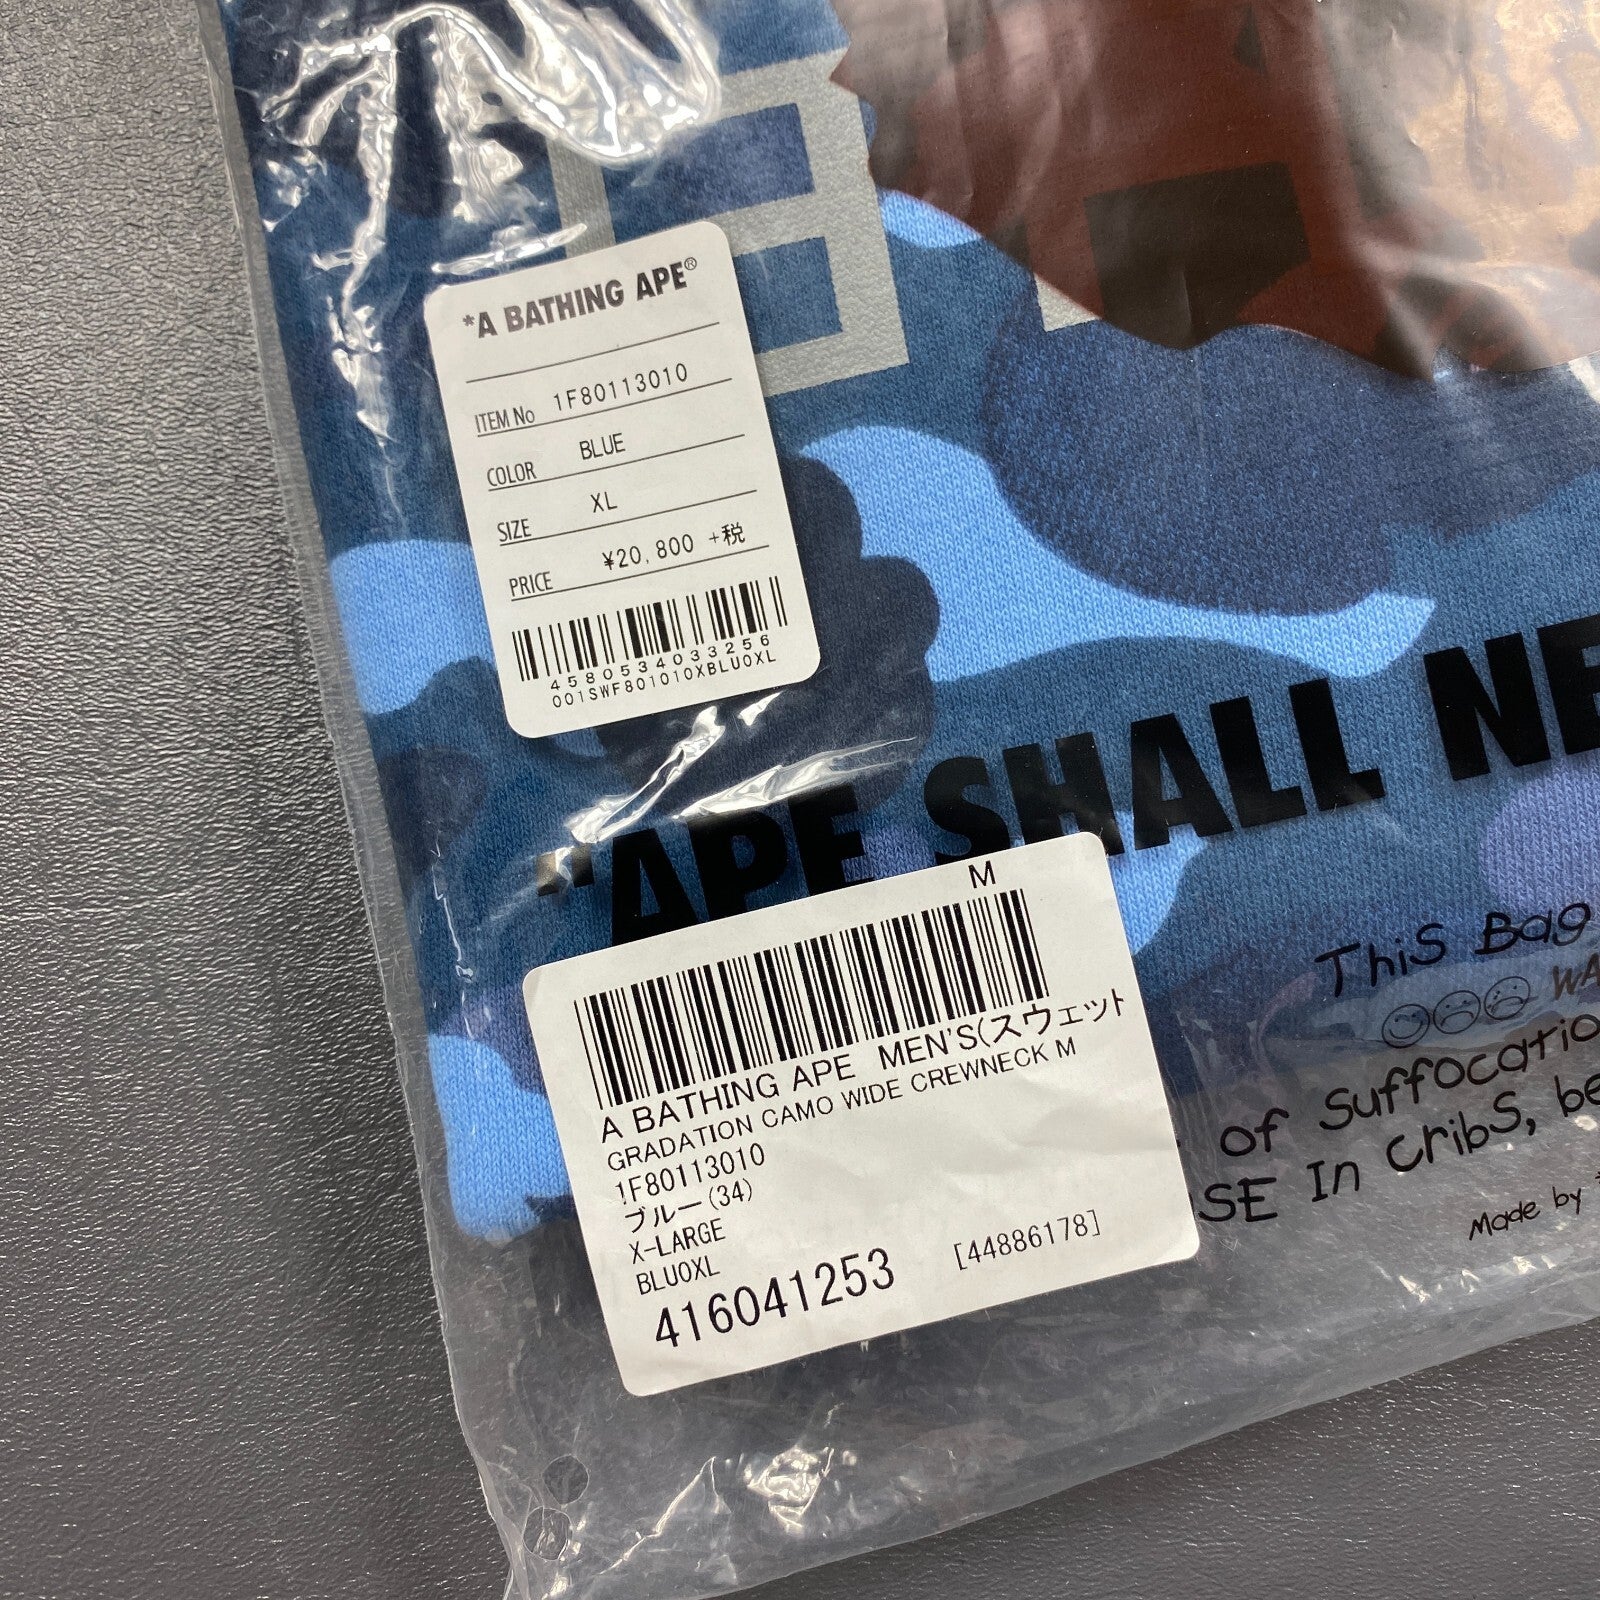 *A BATHING APE®
ITEM No 1F80113010
COLOR BLUE
SIZE XL
PRICE ¥20,800 +税
4580534033256
001SWF801010XBLU0XL
"APE SHALL NE
M
A BATHING APE MEN'S(スウェット
GRADATION CAMO WIDE CREWNECK M
1F80113010
ブルー(34)
X-LARGE
BLU0XL
416041253 [44886178]
This Bag
WA
of Suffocatio
SE In cribS, be
Made by